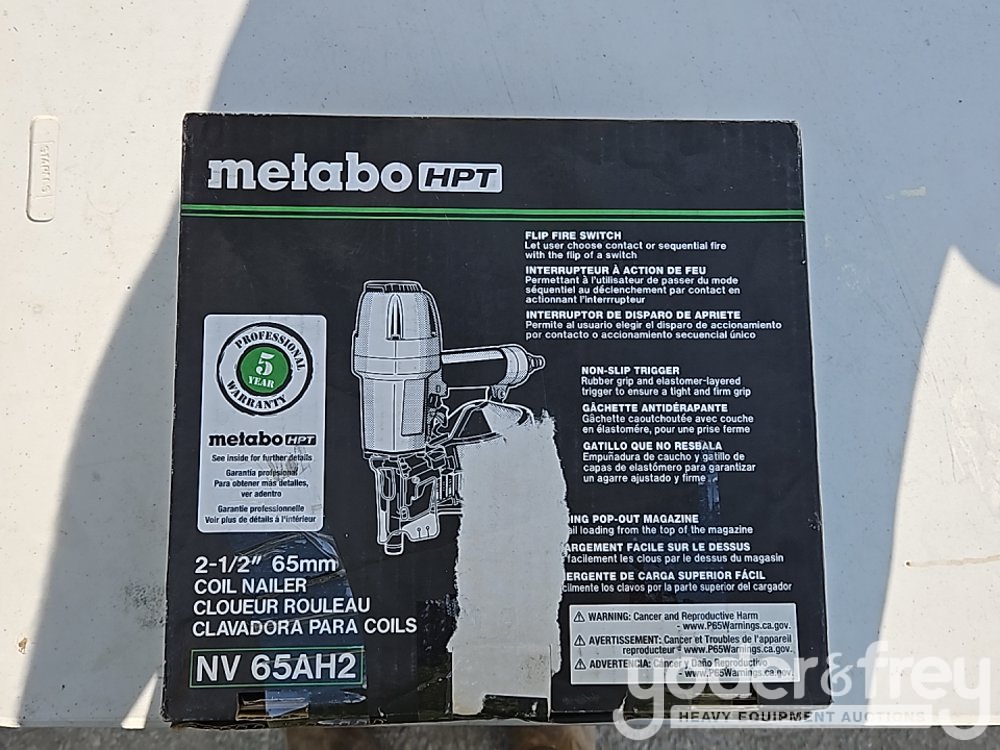 metabo HPT
FLIP FIRE SWITCH
Let user choose contact or sequential fire
with the flip of a switch
INTERRUPTEUR À ACTION DE FEU
Permettant à l'utilisateur de passer du mode
séquentiel au déclenchement par contact en
actionnant l'interrrupteur
INTERRUPTOR DE DISPARO DE APRIETE
Permite al usuario elegir el disparo de accionamiento
por contacto o accionamiento secuencial único
NON-SLIP TRIGGER
Rubber grip and elastomer-layered
trigger to ensure a light and firm grip
GÂCHETTE ANTIDÉRAPANTE
Gâchette caoutchoutée avec couche
en élastomére, pour une prise ferme
GATILLO QUE NO RESBALA
Empuñadura de caucho y gatillo de
capas de elastómero para garantizar
un agarre ajustado y firme
PROFESSIONAL
5
YEAR
WARRANTY
metabo HPT
See inside for further details
Garantía profesional
Para obtener más detalles,
ver adentro
Garantie professionnelle
Voir plus de détails à l'intérieur
POP-OUT MAGAZINE
loading from the top of the magazine
FACILE SUR LE DESSUS
facilement les clous par le dessus du magasin
DE CARGA SUPERIOR FÁCIL
los clavos por la parte superior del cargador
2-1/2" 65mm
COIL NAILER
CLOUEUR ROULEAU
CLAVADORA PARA COILS
NV 65AH2
WARNING: Cancer and Reproductive Harm
- www.P65Warnings.ca.gov.
AVERTISSEMENT: Cancer et Troubles de l'appareil
reproducteur - www.P65Warnings.ca.gov.
ADVERTENCIA: Cáncer y Daño Reproductivo
- www.P65Warnings.ca.gov.
yoder&frey
HEAVY EQUIPMENT AUCTIONS